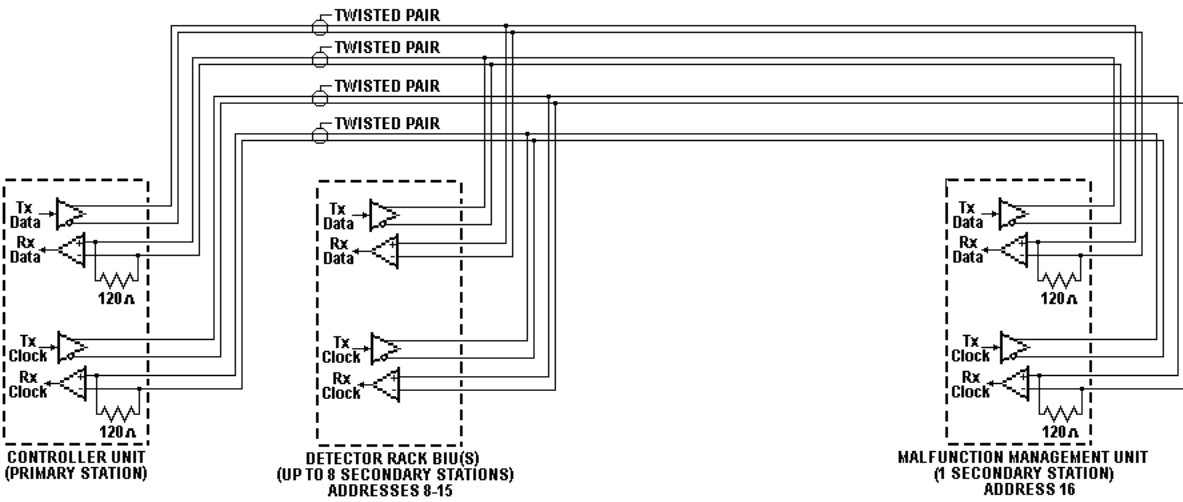 TWISTED PAIR
TWISTED PAIR
TWISTED PAIR
TWISTED PAIR
Tx
Data
Rx
Data
+
-
120Ω
Tx
Clock
Rx
Clock
+
-
120Ω
CONTROLLER UNIT
(PRIMARY STATION)
Tx
Data
Rx
Data
+
-
Tx
Clock
Rx
Clock
+
-
DETECTOR RACK BIU(S)
(UP TO 8 SECONDARY STATIONS)
ADDRESSES 8-15
Tx
Data
Rx
Data
+
-
120Ω
Tx
Clock
Rx
Clock
+
-
120Ω
MALFUNCTION MANAGEMENT UNIT
(1 SECONDARY STATION)
ADDRESS 16